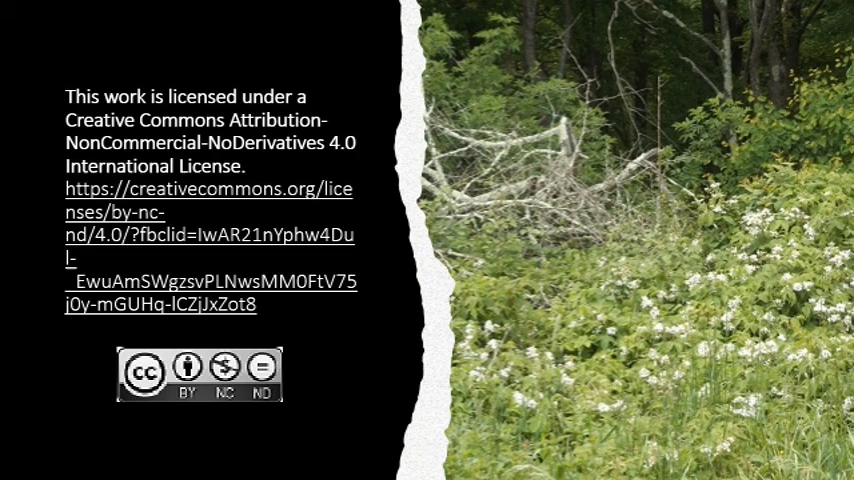 This work is licensed under a
Creative Commons Attribution-
NonCommercial-NoDerivatives 4.0
International License.
https://creativecommons.org/lice
nses/by-nc-
nd/4.0/?fbclid=IwAR21nYphw4Du
l-
_EwuAmSWgzsvPLNwsMM0FtV75
j0y-mGUHq-lCZjJxZot8
cc BY NC ND